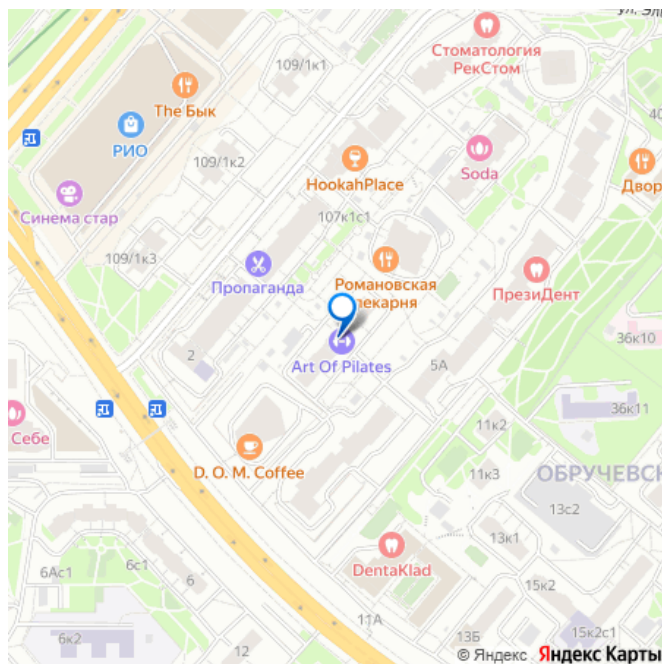 ул. Эл
Стоматология
РекСтом
109/1к1
The Бык
40
РИО
109/1к2
HookahPlace
Soda
Двор
Синема стар
107к1с1
109/1к3
Пропаганда
Романовская
пекарня
ПрезиДент
36к10
2
Art Of Pilates
5А
36к11
Себе
11к2
D. O. M. Coffee
11к3
ОБРУЧЕВСК
13с2
13к1
6Ас1
6с1
6
DentaKlad
15к2
11А
6к2
12
13Б
15к2с1
© Яндекс Яндекс Карты